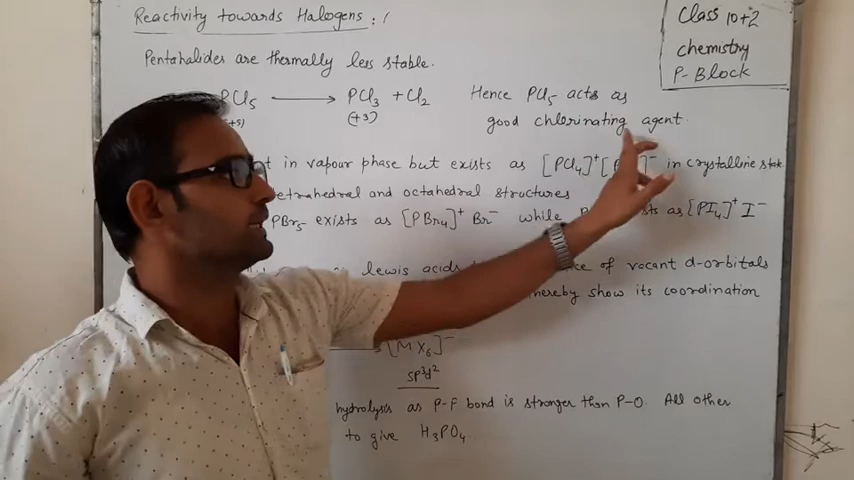 Reactivity towards Halogens :
Class 10+2
chemistry
P-Block
Pentahalides are thermally less stable.
PCl₅ ⟶ PCl₃ + Cl₂
(+5) (+3)
Hence PCl₅ acts as
good chlorinating agent.
in vapour phase but exists as [PCl₄]⁺ [P ]⁻ in crystalline state
tetrahedral and octahedral structures
PBr₅ exists as [PBr₄]⁺ Br⁻ while as [PI₄]⁺ I⁻
lewis acids of vacant d-orbitals
thereby show its coordination
[MX₆]⁻
sp³d²
hydrolysis as P-F bond is stronger than P-O. All other
to give H₃PO₄